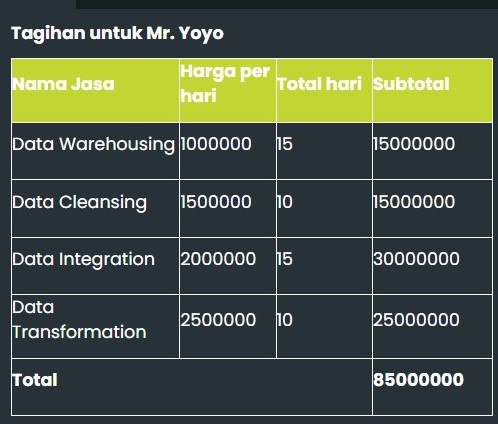 Tagihan untuk Mr. Yoyo
Nama Jasa Harga per hari Total hari Subtotal
Data Warehousing 1000000 15 15000000
Data Cleansing 1500000 10 15000000
Data Integration 2000000 15 30000000
Data Transformation 2500000 10 25000000
Total 85000000